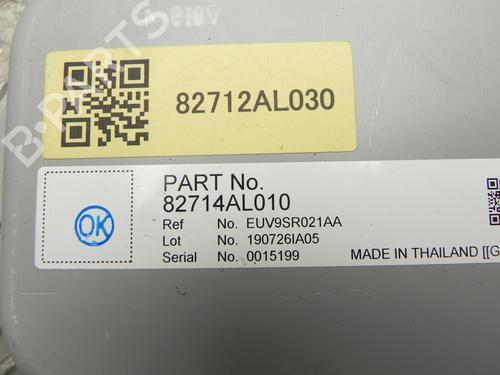 B-PARTS
82712AL030
PART No.
82714AL010
Ref No. EUV9SR021AA
Lot No. 190726IA05
Serial No. 0015199
OK
MADE IN THAILAND [[G